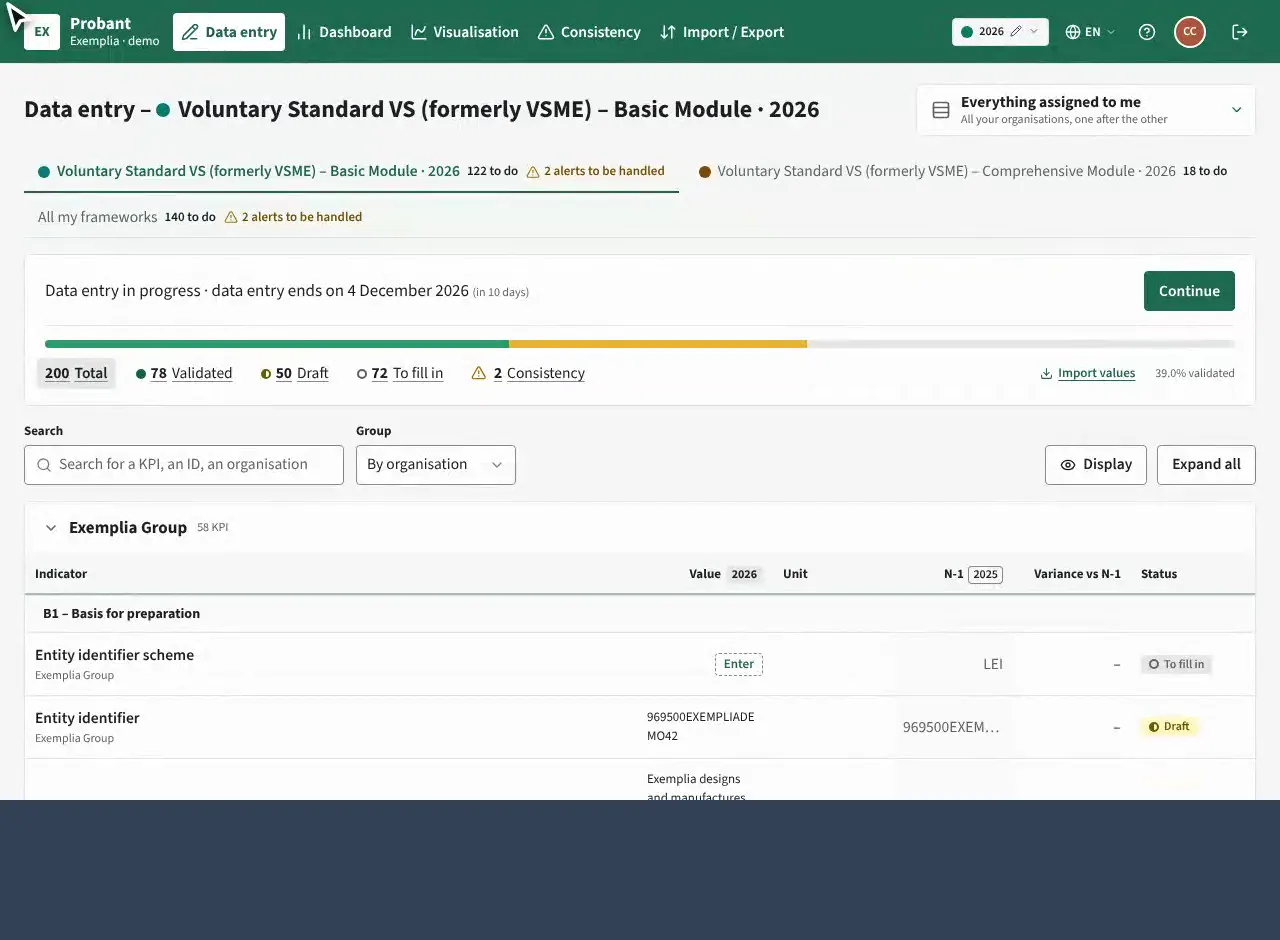 EX
Probant
Exemplia · demo
Data entry
Dashboard
Visualisation
Consistency
Import / Export
2026
EN
CC
Data entry – Voluntary Standard VS (formerly VSME) – Basic Module · 2026
Everything assigned to me
All your organisations, one after the other
Voluntary Standard VS (formerly VSME) – Basic Module · 2026 122 to do 2 alerts to be handled
Voluntary Standard VS (formerly VSME) – Comprehensive Module · 2026 18 to do
All my frameworks 140 to do 2 alerts to be handled
Data entry in progress · data entry ends on 4 December 2026 (in 10 days)
Continue
200 Total
78 Validated
50 Draft
72 To fill in
2 Consistency
Import values
39.0% validated
Search
Group
Search for a KPI, an ID, an organisation
By organisation
Display
Expand all
Exemplia Group 58 KPI
Indicator
Value 2026
Unit
N-1 2025
Variance vs N-1
Status
B1 – Basis for preparation
Entity identifier scheme
Exemplia Group
Enter
LEI
–
To fill in
Entity identifier
Exemplia Group
969500EXEMPLIADE
MO42
969500EXEM…
–
Draft
Exemplia designs
and manufactures